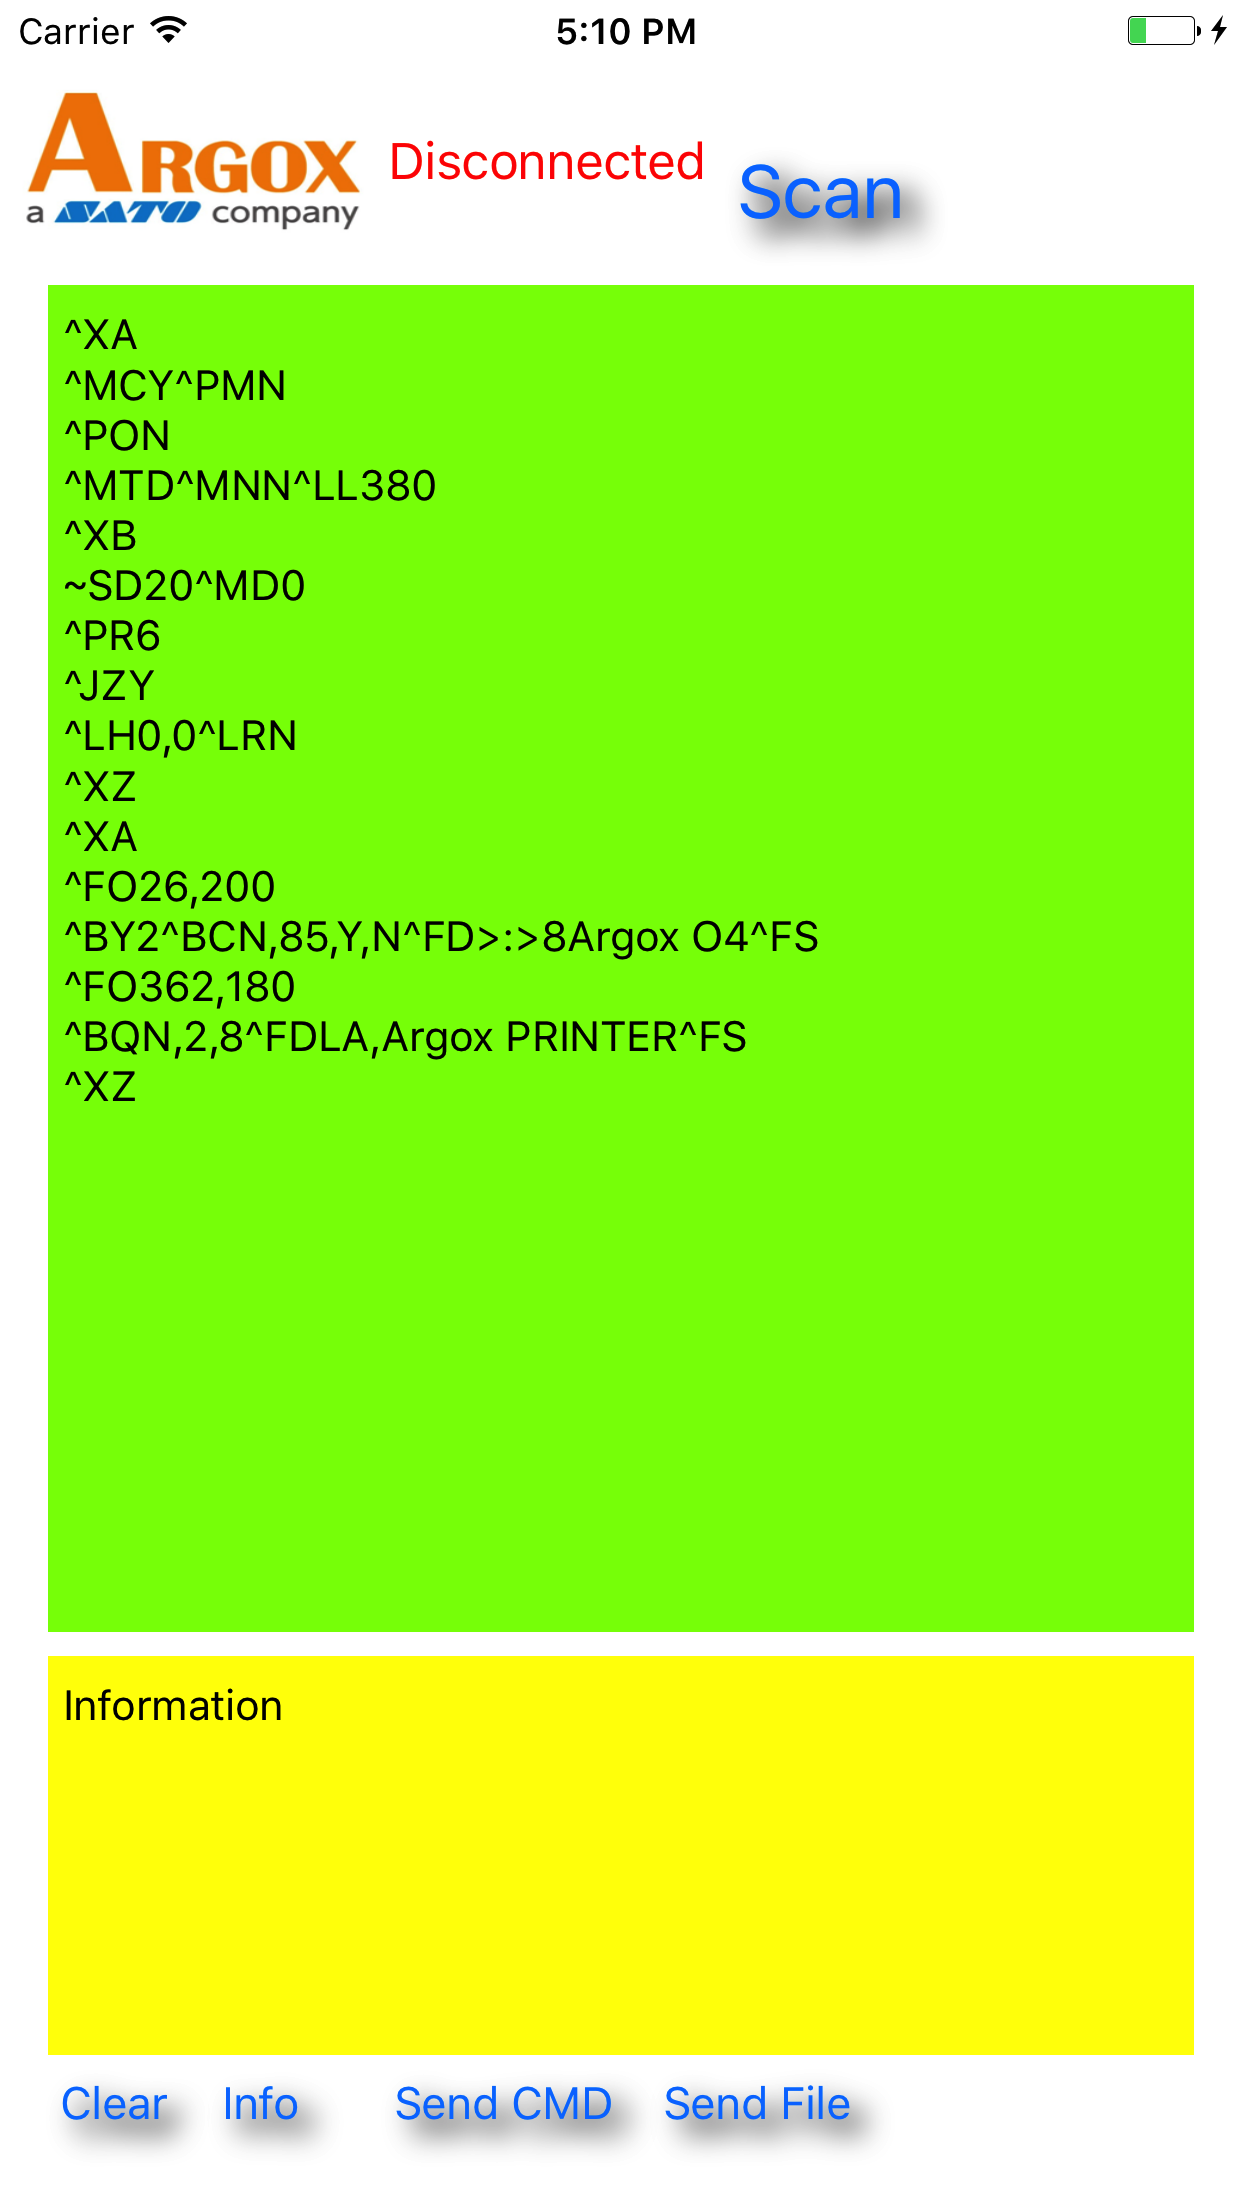 Carrier 5:10 PM
ARGOX
a SATO company
Disconnected
Scan
^XA
^MCY^PMN
^PON
^MTD^MNN^LL380
^XB
~SD20^MD0
^PR6
^JZY
^LH0,0^LRN
^XZ
^XA
^FO26,200
^BY2^BCN,85,Y,N^FD>:>8Argox O4^FS
^FO362,180
^BQN,2,8^FDLA,Argox PRINTER^FS
^XZ
Information
Clear Info Send CMD Send File